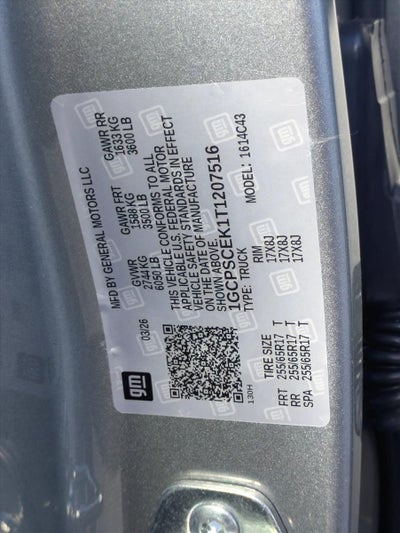 gm
MFD BY GENERAL MOTORS LLC
03/26
GVWR GAWR FRT GAWR RR
2744 KG 1588 KG 1633 KG
6050 LB 3500 LB 3600 LB
THIS VEHICLE CONFORMS TO ALL
APPLICABLE U.S. FEDERAL MOTOR
VEHICLE SAFETY STANDARDS IN EFFECT
ON THE DATE OF MANUFACTURE
SHOWN ABOVE.
1GCPSCEK1T1207516
TYPE: TRUCK MODEL: 1614C43
130H
TIRE SIZE RIM
FRT 255/65R17 T 17X8J
RR 255/65R17 T 17X8J
SPA 255/65R17 T 17X8J